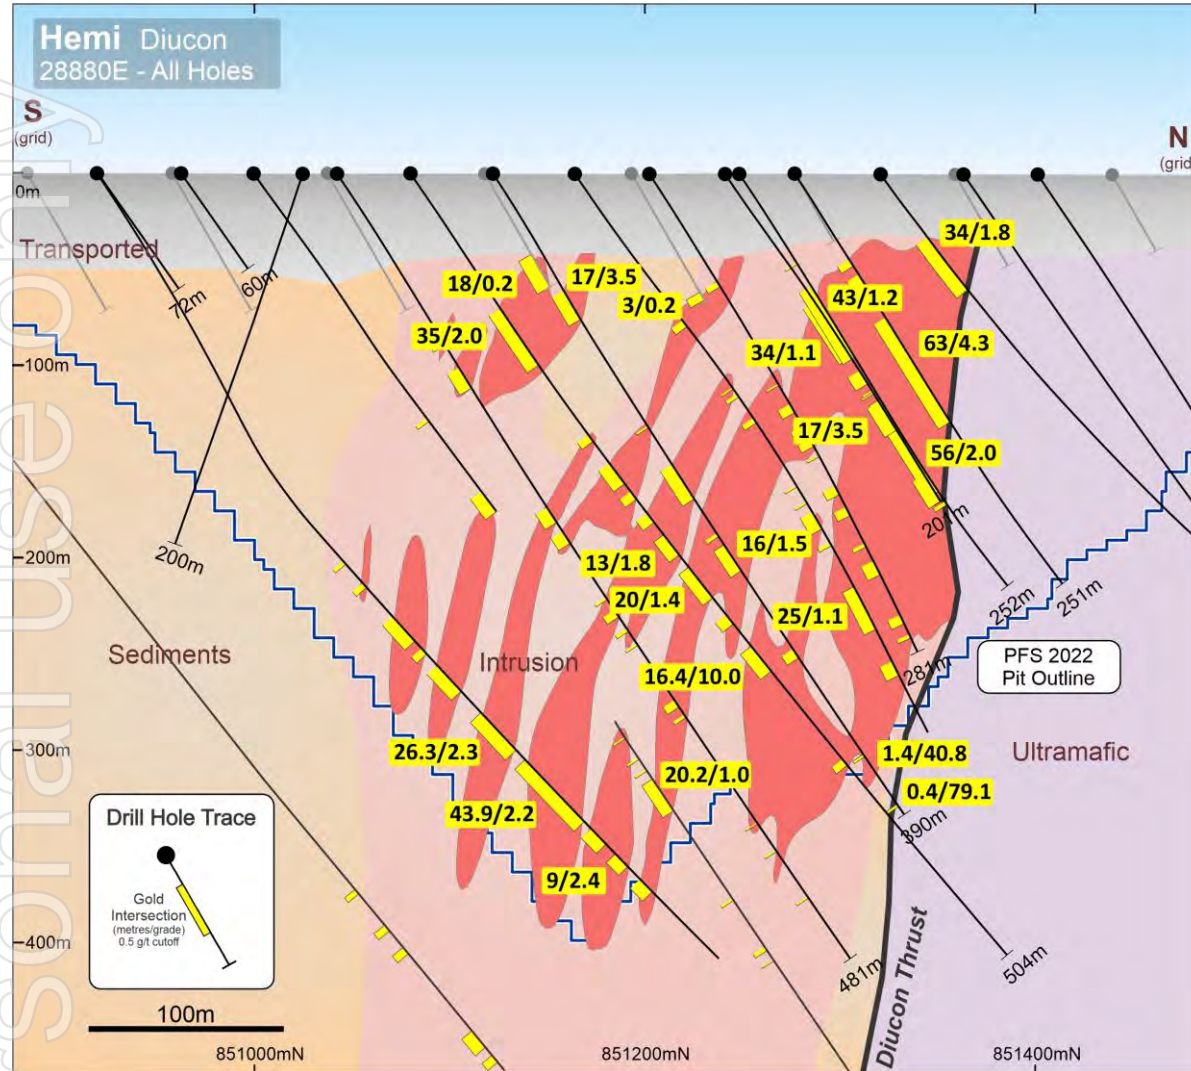 Hemi Diucon
28880E - All Holes
S
(grid)
N
(grid)
0m
Transported
72m
60m
34/1.8
18/0.2
17/3.5
3/0.2
43/1.2
35/2.0
34/1.1
63/4.3
100m
17/3.5
56/2.0
201m
200m
200m
13/1.8
16/1.5
20/1.4
25/1.1
252m
251m
Sediments
Intrusion
16.4/10.0
281m
PFS 2022
Pit Outline
300m
26.3/2.3
20.2/1.0
1.4/40.8
Ultramafic
43.9/2.2
0.4/79.1
390m
Drill Hole Trace
Gold
Intersection
(metres/grade)
0.5 g/t cutoff
9/2.4
400m
481m
504m
Diucon Thrust
100m
851000mN
851200mN
851400mN